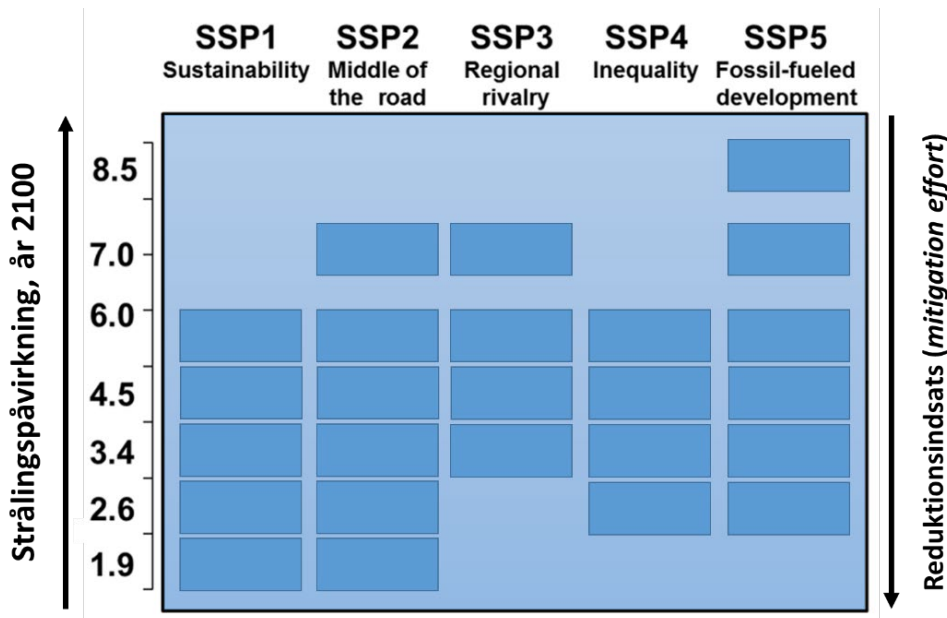 SSP1
Sustainability
SSP2
Middle of
the road
SSP3
Regional
rivalry
SSP4
Inequality
SSP5
Fossil-fueled
development
Strålingspåvirkning, år 2100
8.5
7.0
6.0
4.5
3.4
2.6
1.9
Reduktionsindsats (mitigation effort)